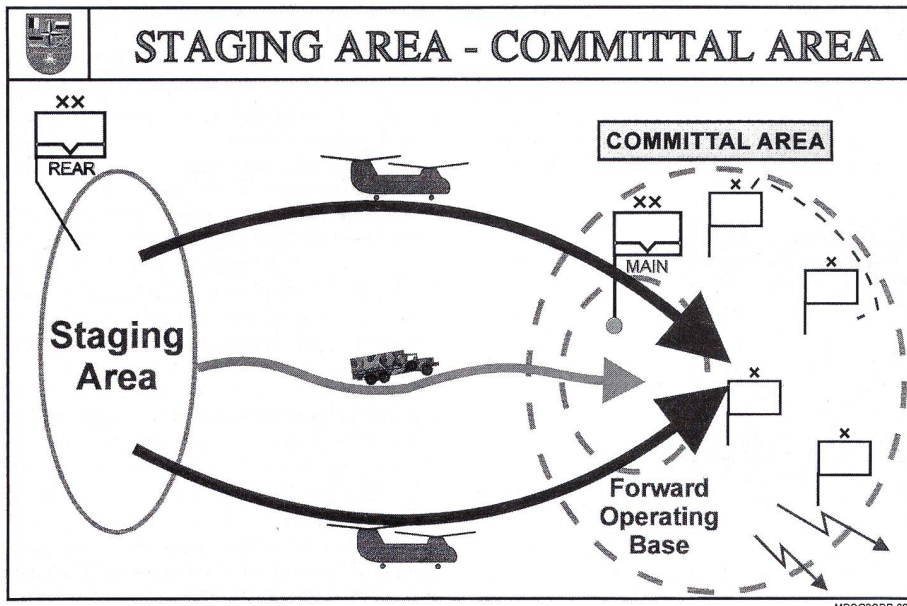 STAGING AREA - COMMITTAL AREA
XX
REAR
COMMITTAL AREA
XX
MAIN
X
X
X
X
Staging
Area
Forward
Operating
Base